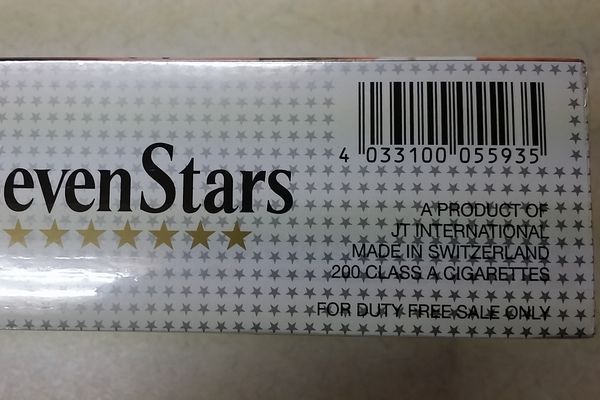 evenStars
4 033100 055935
A PRODUCT OF
JT INTERNATIONAL
MADE IN SWITZERLAND
200 CLASS A CIGARETTES
FOR DUTY FREE SALE ONLY